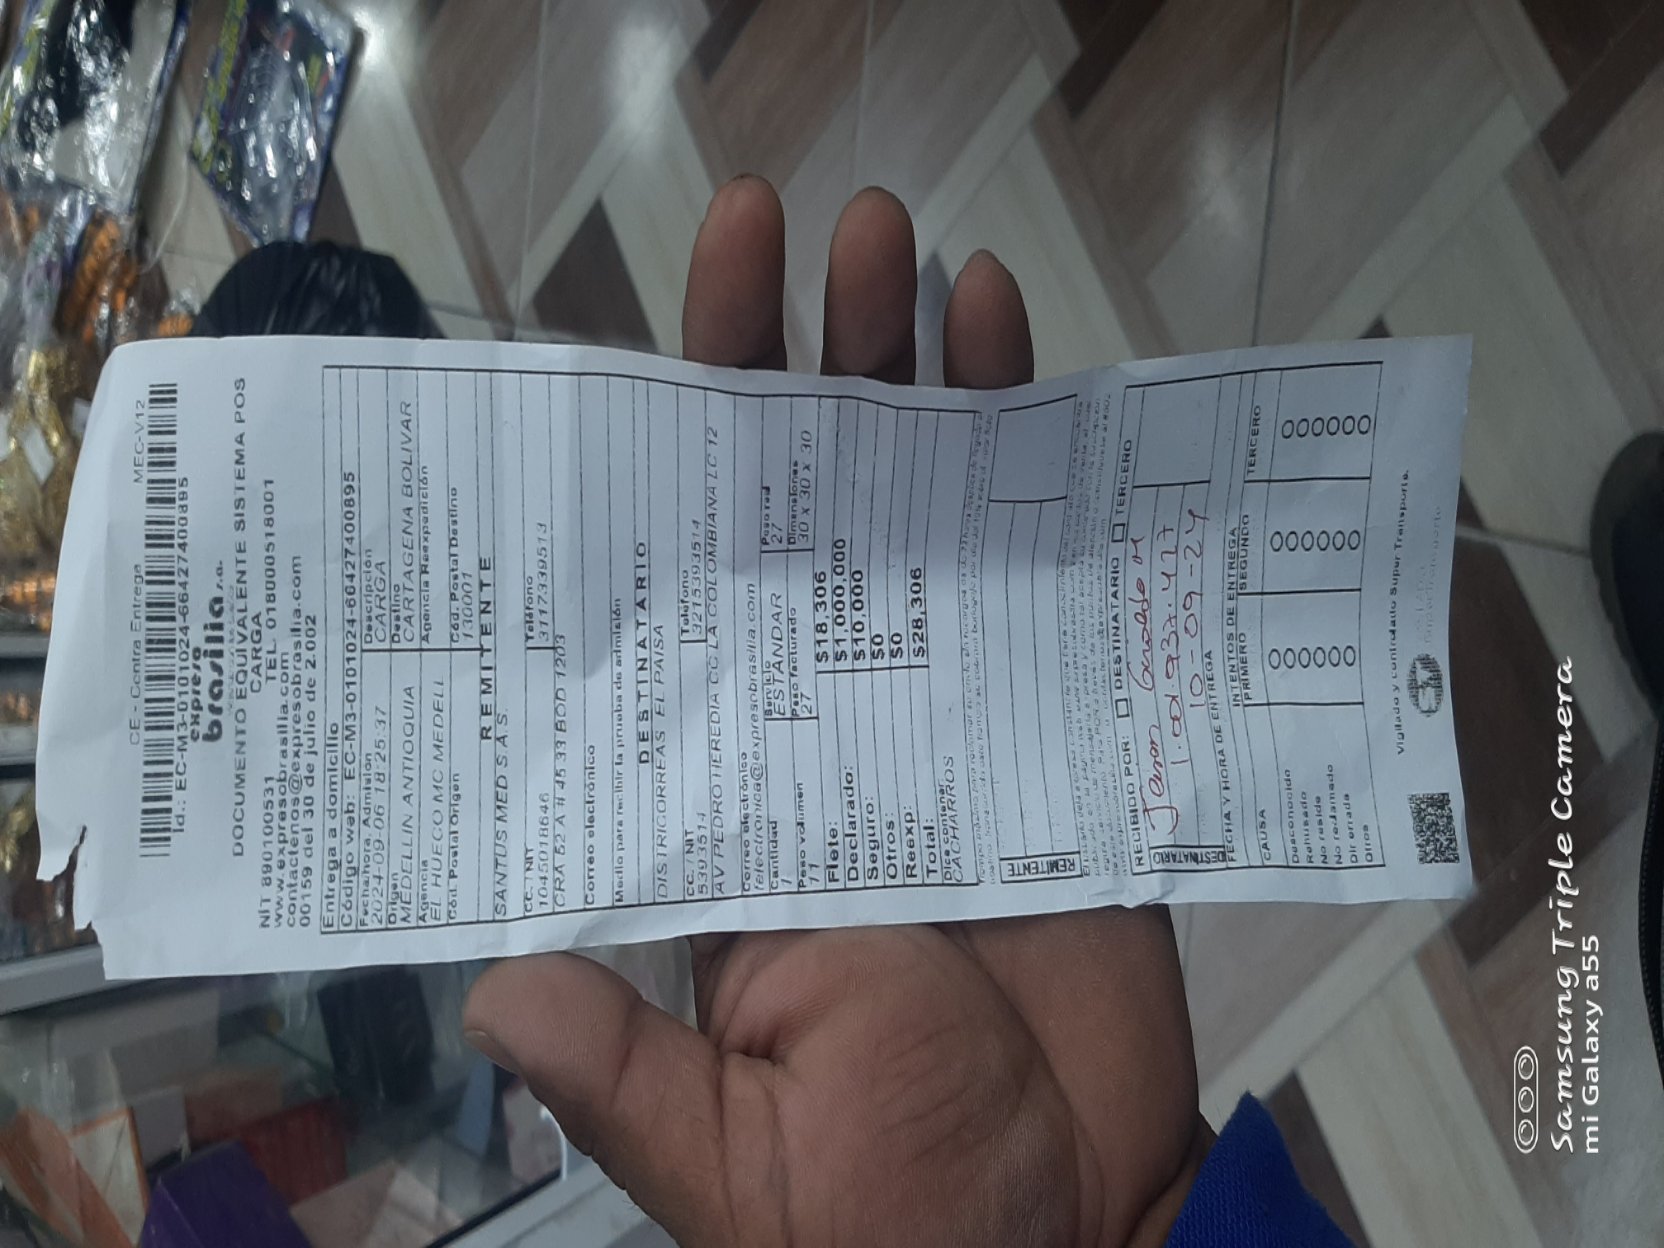 CE - Contra Entrega MEC-V12
Id.: EC-M3-0101024-66427400895
expreso
brasilia s.a.
DOCUMENTO EQUIVALENTE SISTEMA POS
CARGA
NIT 8901000531 TEL. 018000518001
www.expresobrasilia.com
contactenos@expresobrasilia.com
00159 del 30 de julio de 2.002
Entrega a domicilio
Código web: EC-M3-0101024-60427400895
Fecha/hora Admisión Descripción
2024-09-06 18:25:37 CARGA
Origen Destino
MEDELLIN ANTIOQUIA CARTAGENA BOLIVAR
Agencia Agencia Reexpedición
EL HUECO MC MEDELL
Cód. Postal Origen Cód. Postal Destino
130001
REMITENTE
SANTUS MED S.A.S.
CC. / NIT Teléfono
1045018646 3117339513
CRA 52 A # 45 33 BOD 1203
Correo electrónico
Medio para recibir la prueba de admisión
DESTINATARIO
DISTRICORREAS EL PAISA
CC. / NIT Teléfono
5393514 3215393514
AV PEDRO HEREDIA CC LA COLOMBIANA LC 12
Correo electrónico
felectronica@expresobrasilia.com
Cantidad Servicio Peso real
1 ESTÁNDAR 27
Peso volumen Peso facturado Dimensiones
11 27 30 x 30 x 30
Flete: $18,306
Declarado: $1,000,000
Seguro: $10,000
Otros: $0
Reexp: $0
Total: $28,306
Dice contener
CACHARROS
REMITENTE
RECIBIDO POR: DESTINATARIO TERCERO
DESTINATARIO
1.001.937.427
10-09-24
FECHA Y HORA DE ENTREGA
INTENTOS DE ENTREGA
CAUSA PRIMERO SEGUNDO TERCERO
Desconocido
Rehusado
No reside
No reclamado
Dir errada
Otros
Vigilado y controlado SuperTransporte.
Samsung Triple Camera
mi Galaxy a55